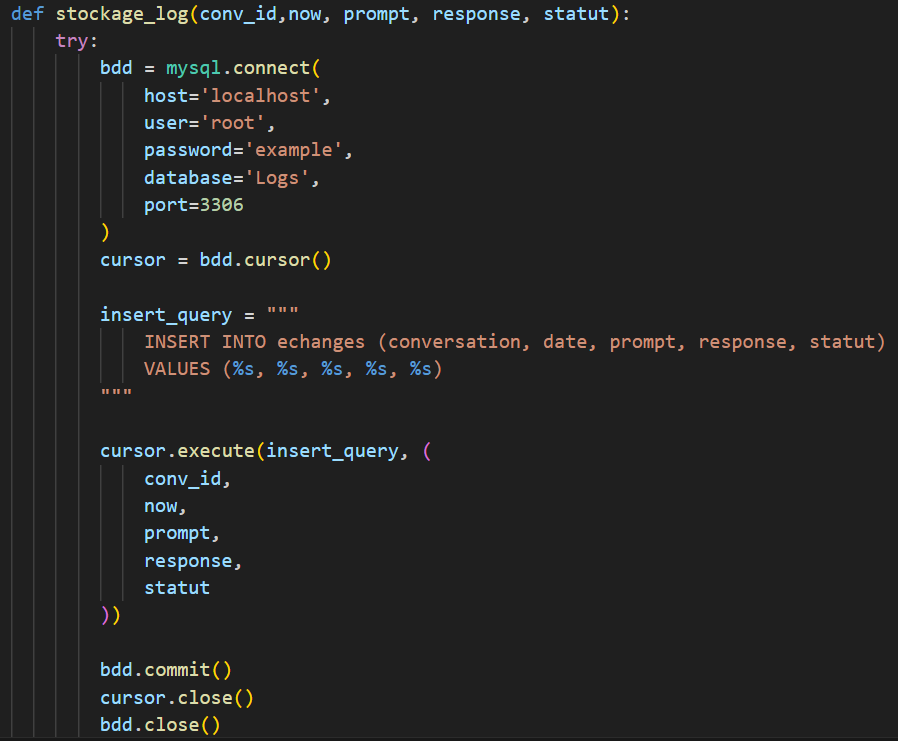 def stockage_log(conv_id,now, prompt, response, statut):
    try:
        bdd = mysql.connect(
            host='localhost',
            user='root',
            password='example',
            database='Logs',
            port=3306
        )
        cursor = bdd.cursor()

        insert_query = """
            INSERT INTO echanges (conversation, date, prompt, response, statut)
            VALUES (%s, %s, %s, %s, %s)
        """

        cursor.execute(insert_query, (
            conv_id,
            now,
            prompt,
            response,
            statut
        ))

        bdd.commit()
        cursor.close()
        bdd.close()